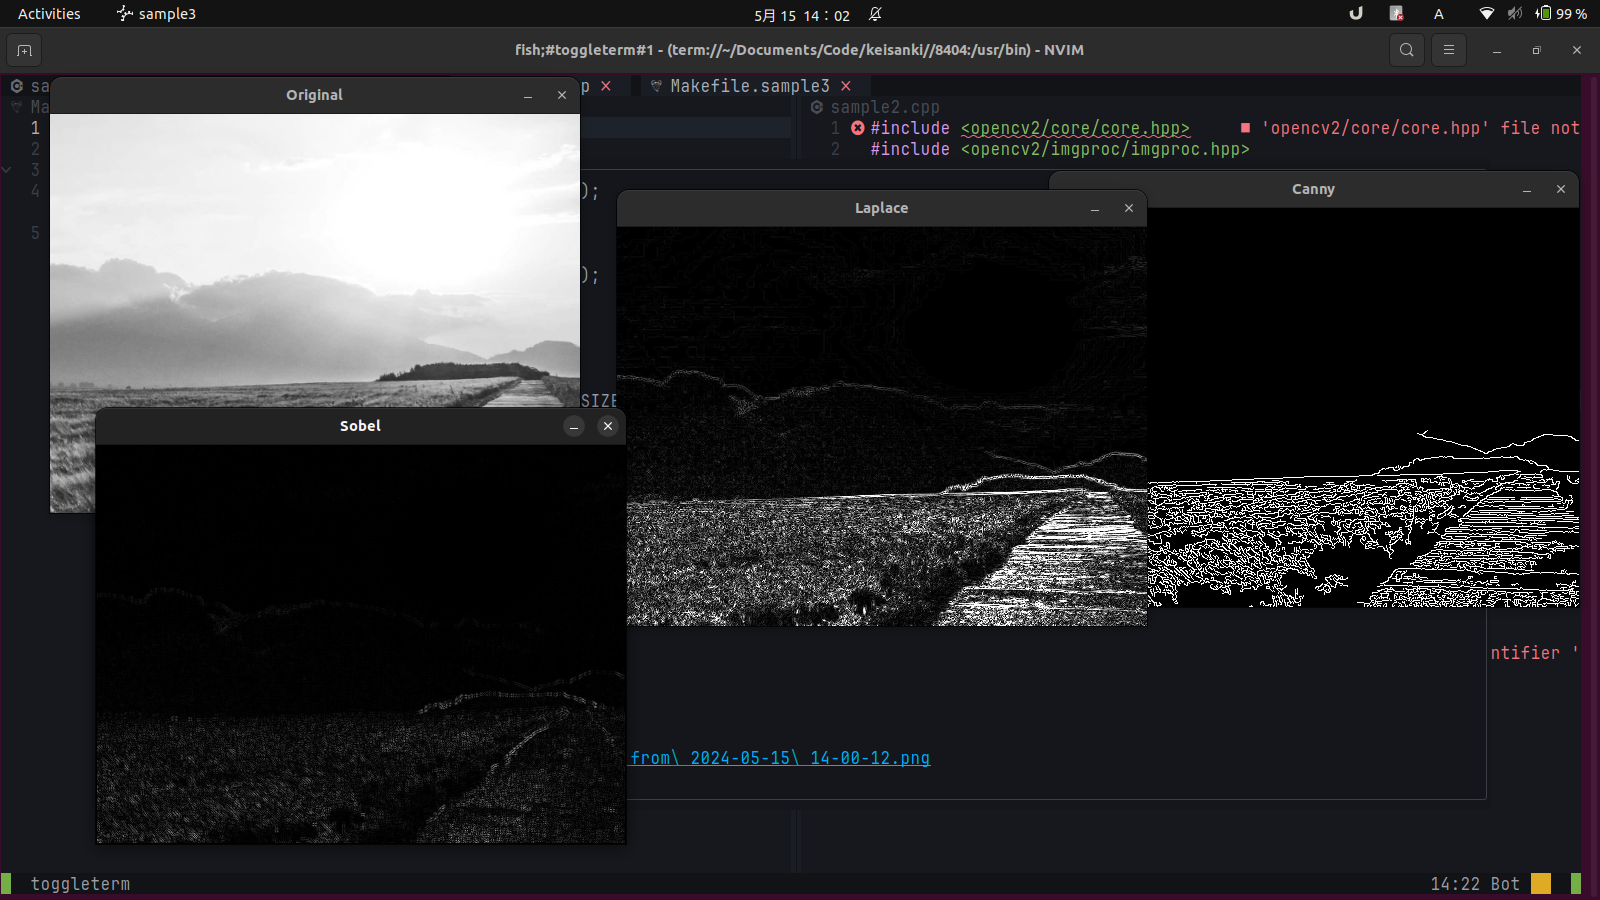 Activities
sample3
5月 15 14：02
A
99 %
fish;#toggleterm#1 - (term://~/Documents/Code/keisanki//8404:/usr/bin) - NVIM
sa
p
Makefile.sample3
Ma
sample2.cpp
1
1 #include <opencv2/core/core.hpp> ■ 'opencv2/core/core.hpp' file not
2
2 #include <opencv2/imgproc/imgproc.hpp>
3
4
);
5
);
SIZE
Original
Laplace
Canny
Sobel
ntifier '
from\ 2024-05-15\ 14-00-12.png
toggleterm
14:22 Bot